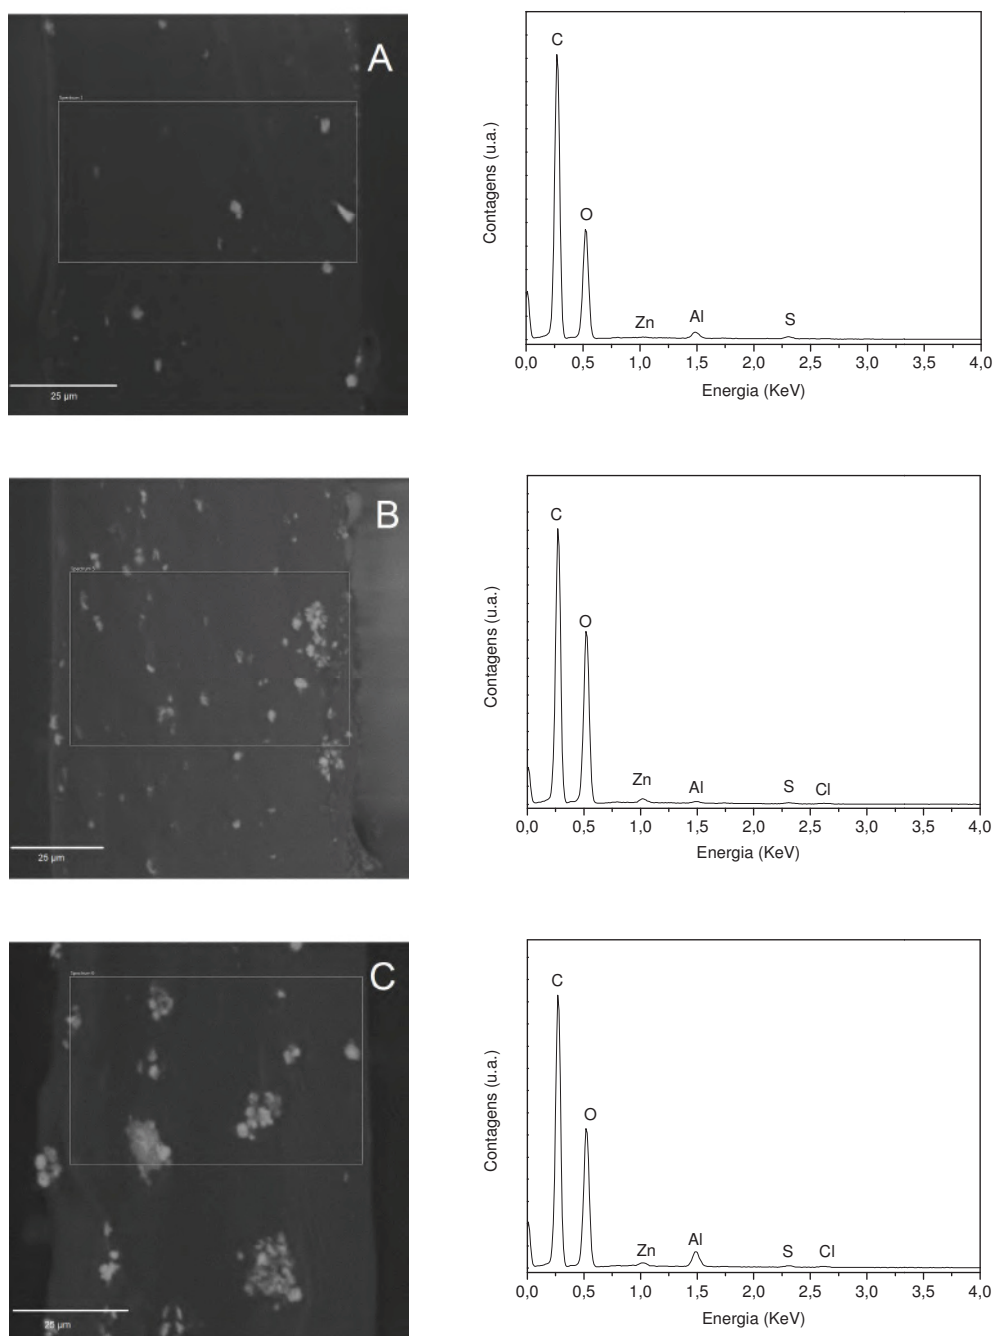 A
Spectrum 1
25 µm
C
O
Zn
Al
S
Contagens (u.a.)
0,0 0,5 1,0 1,5 2,0 2,5 3,0 3,5 4,0
Energia (KeV)
B
25 µm
C
O
Zn
Al
S
Cl
Contagens (u.a.)
0,0 0,5 1,0 1,5 2,0 2,5 3,0 3,5 4,0
Energia (KeV)
C
25 µm
C
O
Zn
Al
S
Cl
Contagens (u.a.)
0,0 0,5 1,0 1,5 2,0 2,5 3,0 3,5 4,0
Energia (KeV)